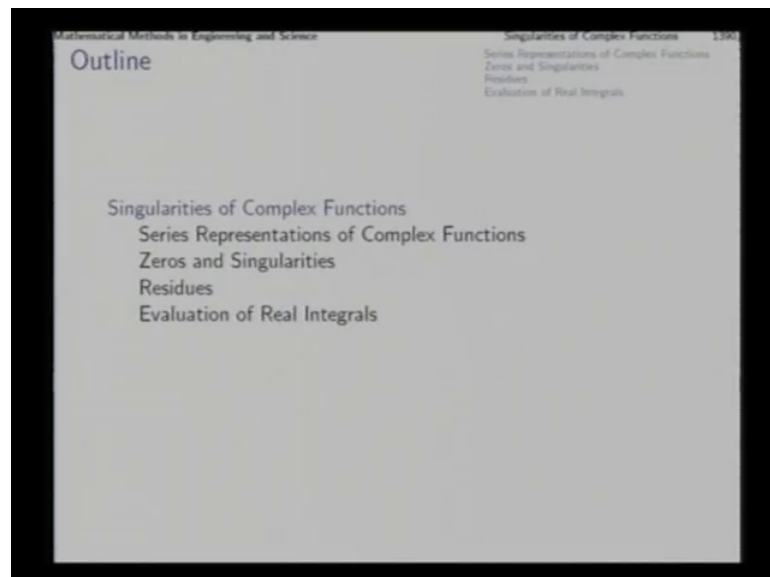 Mathematical Methods in Engineering and Science
Singularities of Complex Functions 1390,
Series Representations of Complex Functions
Zeros and Singularities
Residues
Evaluation of Real Integrals
Outline
Singularities of Complex Functions
Series Representations of Complex Functions
Zeros and Singularities
Residues
Evaluation of Real Integrals